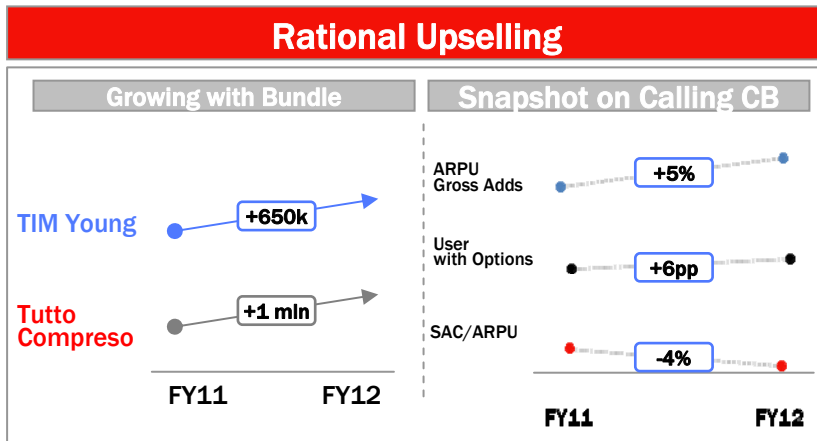 Rational Upselling
Growing with Bundle
TIM Young
+650k
Tutto
Compreso
+1 mln
FY11
FY12
Snapshot on Calling CB
ARPU
Gross Adds
+5%
User
with Options
+6pp
SAC/ARPU
-4%
FY11
FY12